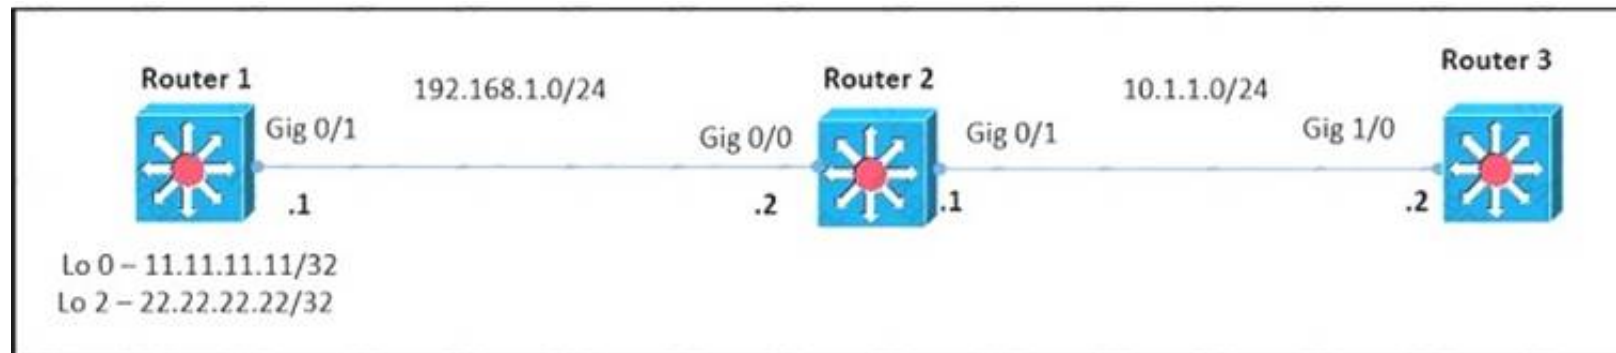 Router 1
192.168.1.0/24
Router 2
10.1.1.0/24
Router 3
Gig 0/1
Gig 0/0
Gig 0/1
Gig 1/0
.1
.2
.1
.2
Lo 0 – 11.11.11.11/32
Lo 2 – 22.22.22.22/32